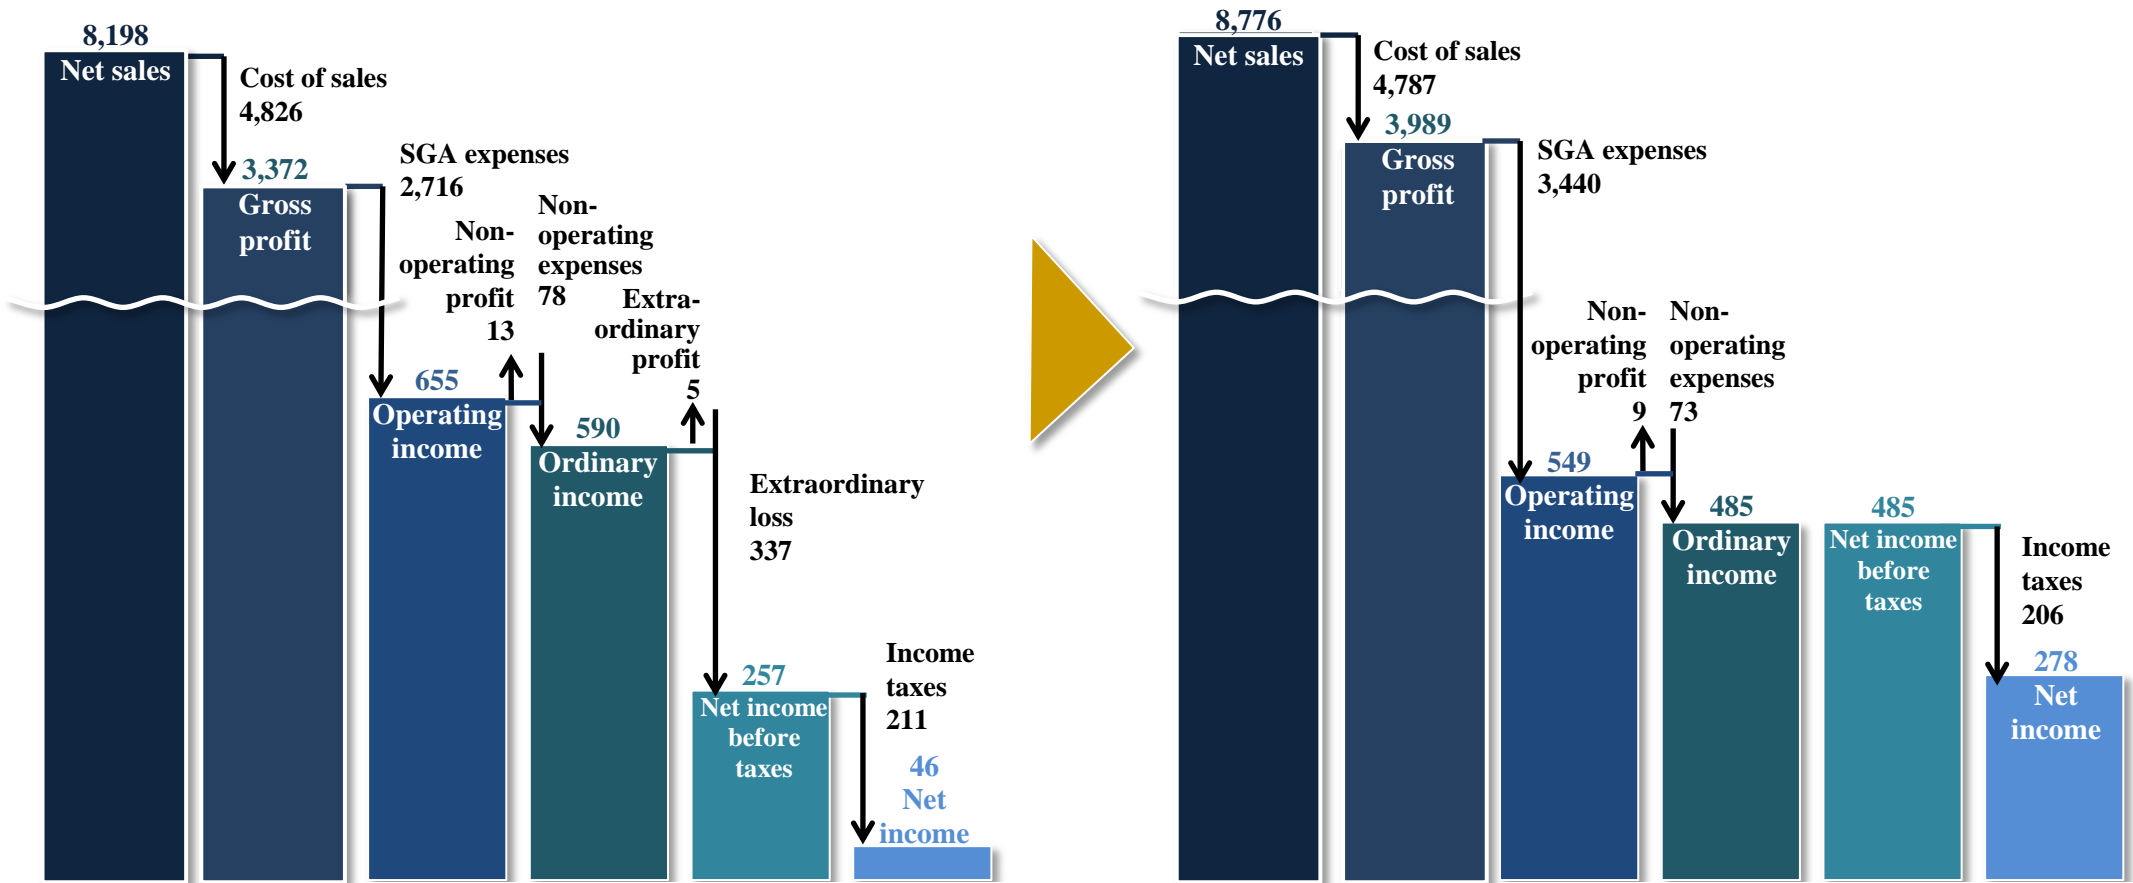 8,198
Net sales
Cost of sales
4,826
3,372
Gross
profit
SGA expenses
2,716
Non-
operating
profit
13
Non-
operating
expenses
78
655
Operating
income
Extra-
ordinary
profit
5
590
Ordinary
income
Extraordinary
loss
337
257
Net income
before
taxes
Income
taxes
211
46
Net
income
8,776
Net sales
Cost of sales
4,787
3,989
Gross
profit
SGA expenses
3,440
Non-
operating
profit
9
Non-
operating
expenses
73
549
Operating
income
485
Ordinary
income
485
Net income
before
taxes
Income
taxes
206
278
Net
income